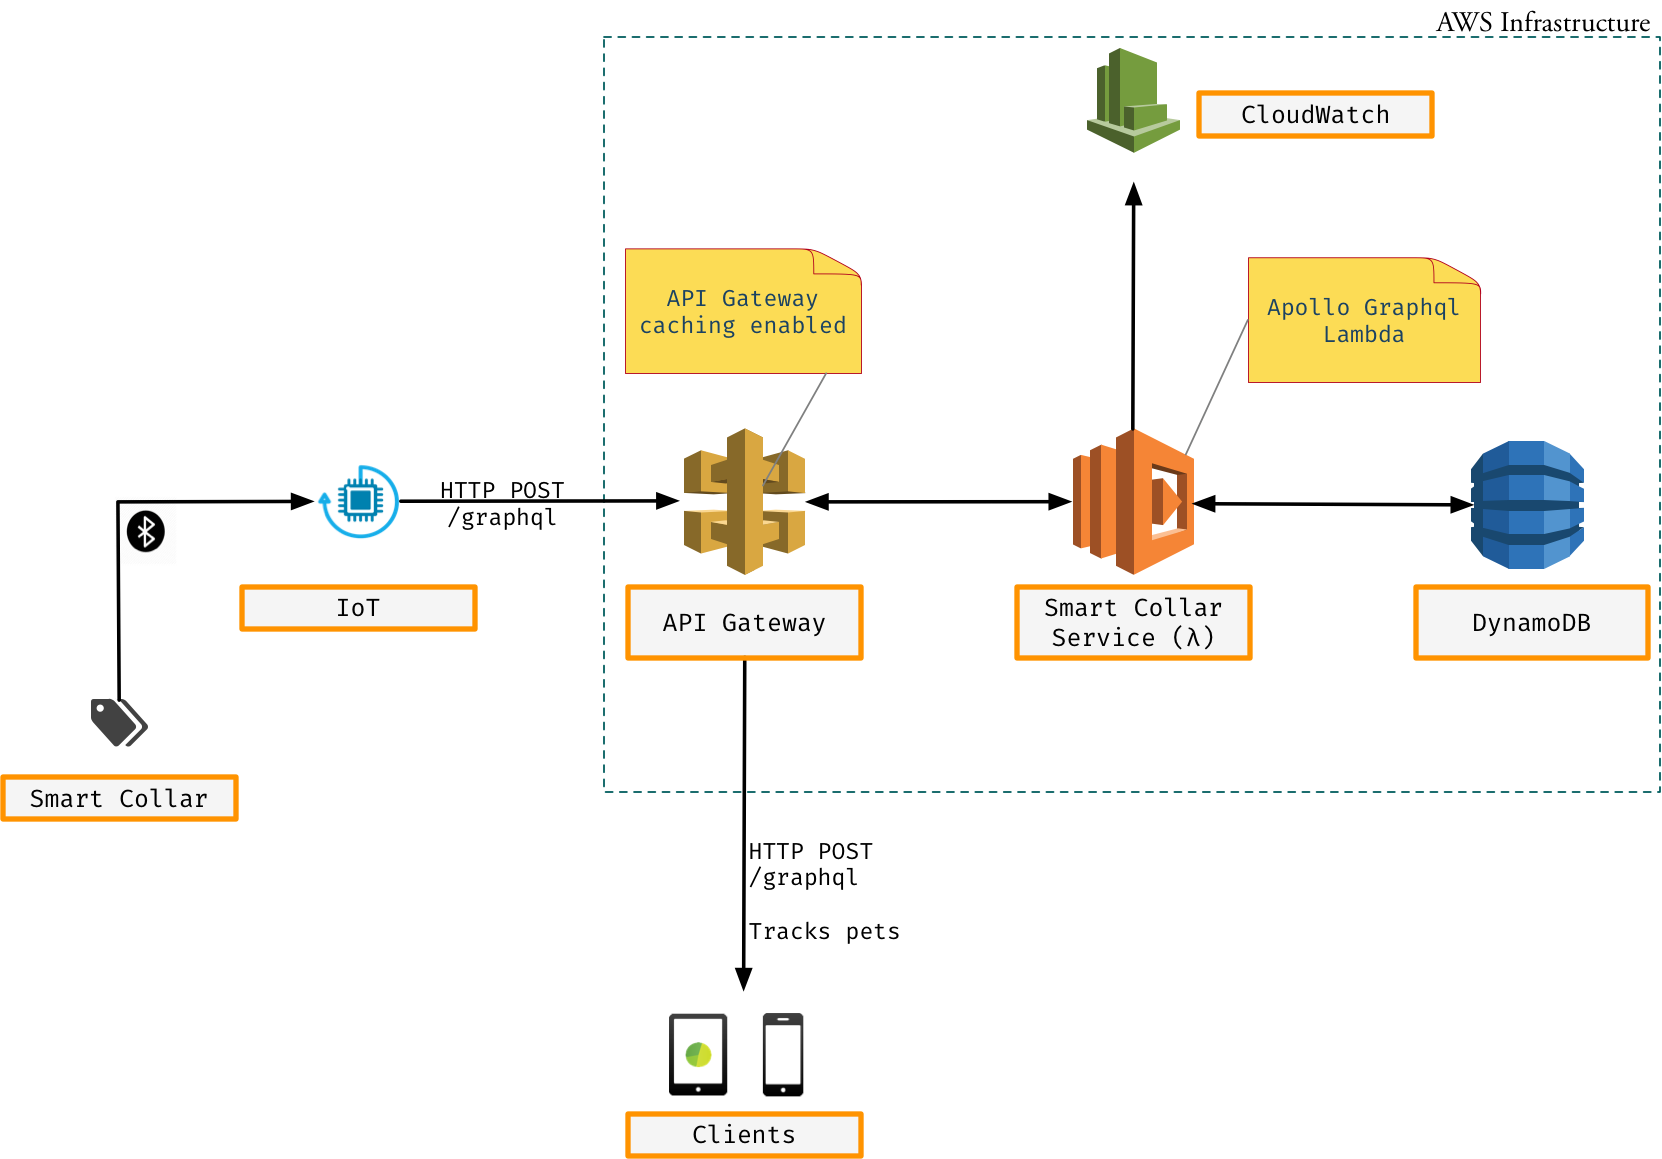 AWS Infrastructure
CloudWatch
API Gateway
caching enabled
Apollo Graphql
Lambda
HTTP POST
/graphql
IoT
API Gateway
Smart Collar
Service (λ)
DynamoDB
Smart Collar
HTTP POST
/graphql
Tracks pets
Clients